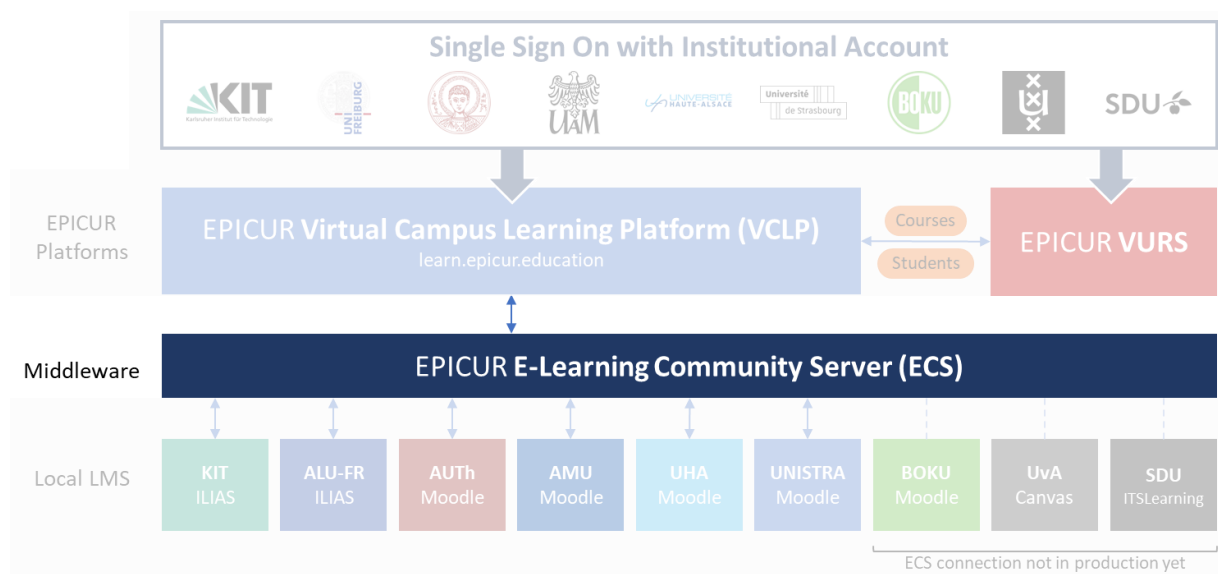 Single Sign On with Institutional Account
KIT
Karlsruher Institut für Technologie
UNI
FREIBURG
UAM
UNIVERSITÉ
HAUTE-ALSACE
Université
de Strasbourg
BOKU
SDU
EPICUR
Platforms
EPICUR Virtual Campus Learning Platform (VCLP)
learn.epicur.education
Courses
Students
EPICUR VURS
Middleware
EPICUR E-Learning Community Server (ECS)
Local LMS
KIT
ILIAS
ALU-FR
ILIAS
AUTh
Moodle
AMU
Moodle
UHA
Moodle
UNISTRA
Moodle
BOKU
Moodle
UvA
Canvas
SDU
ITSLearning
ECS connection not in production yet